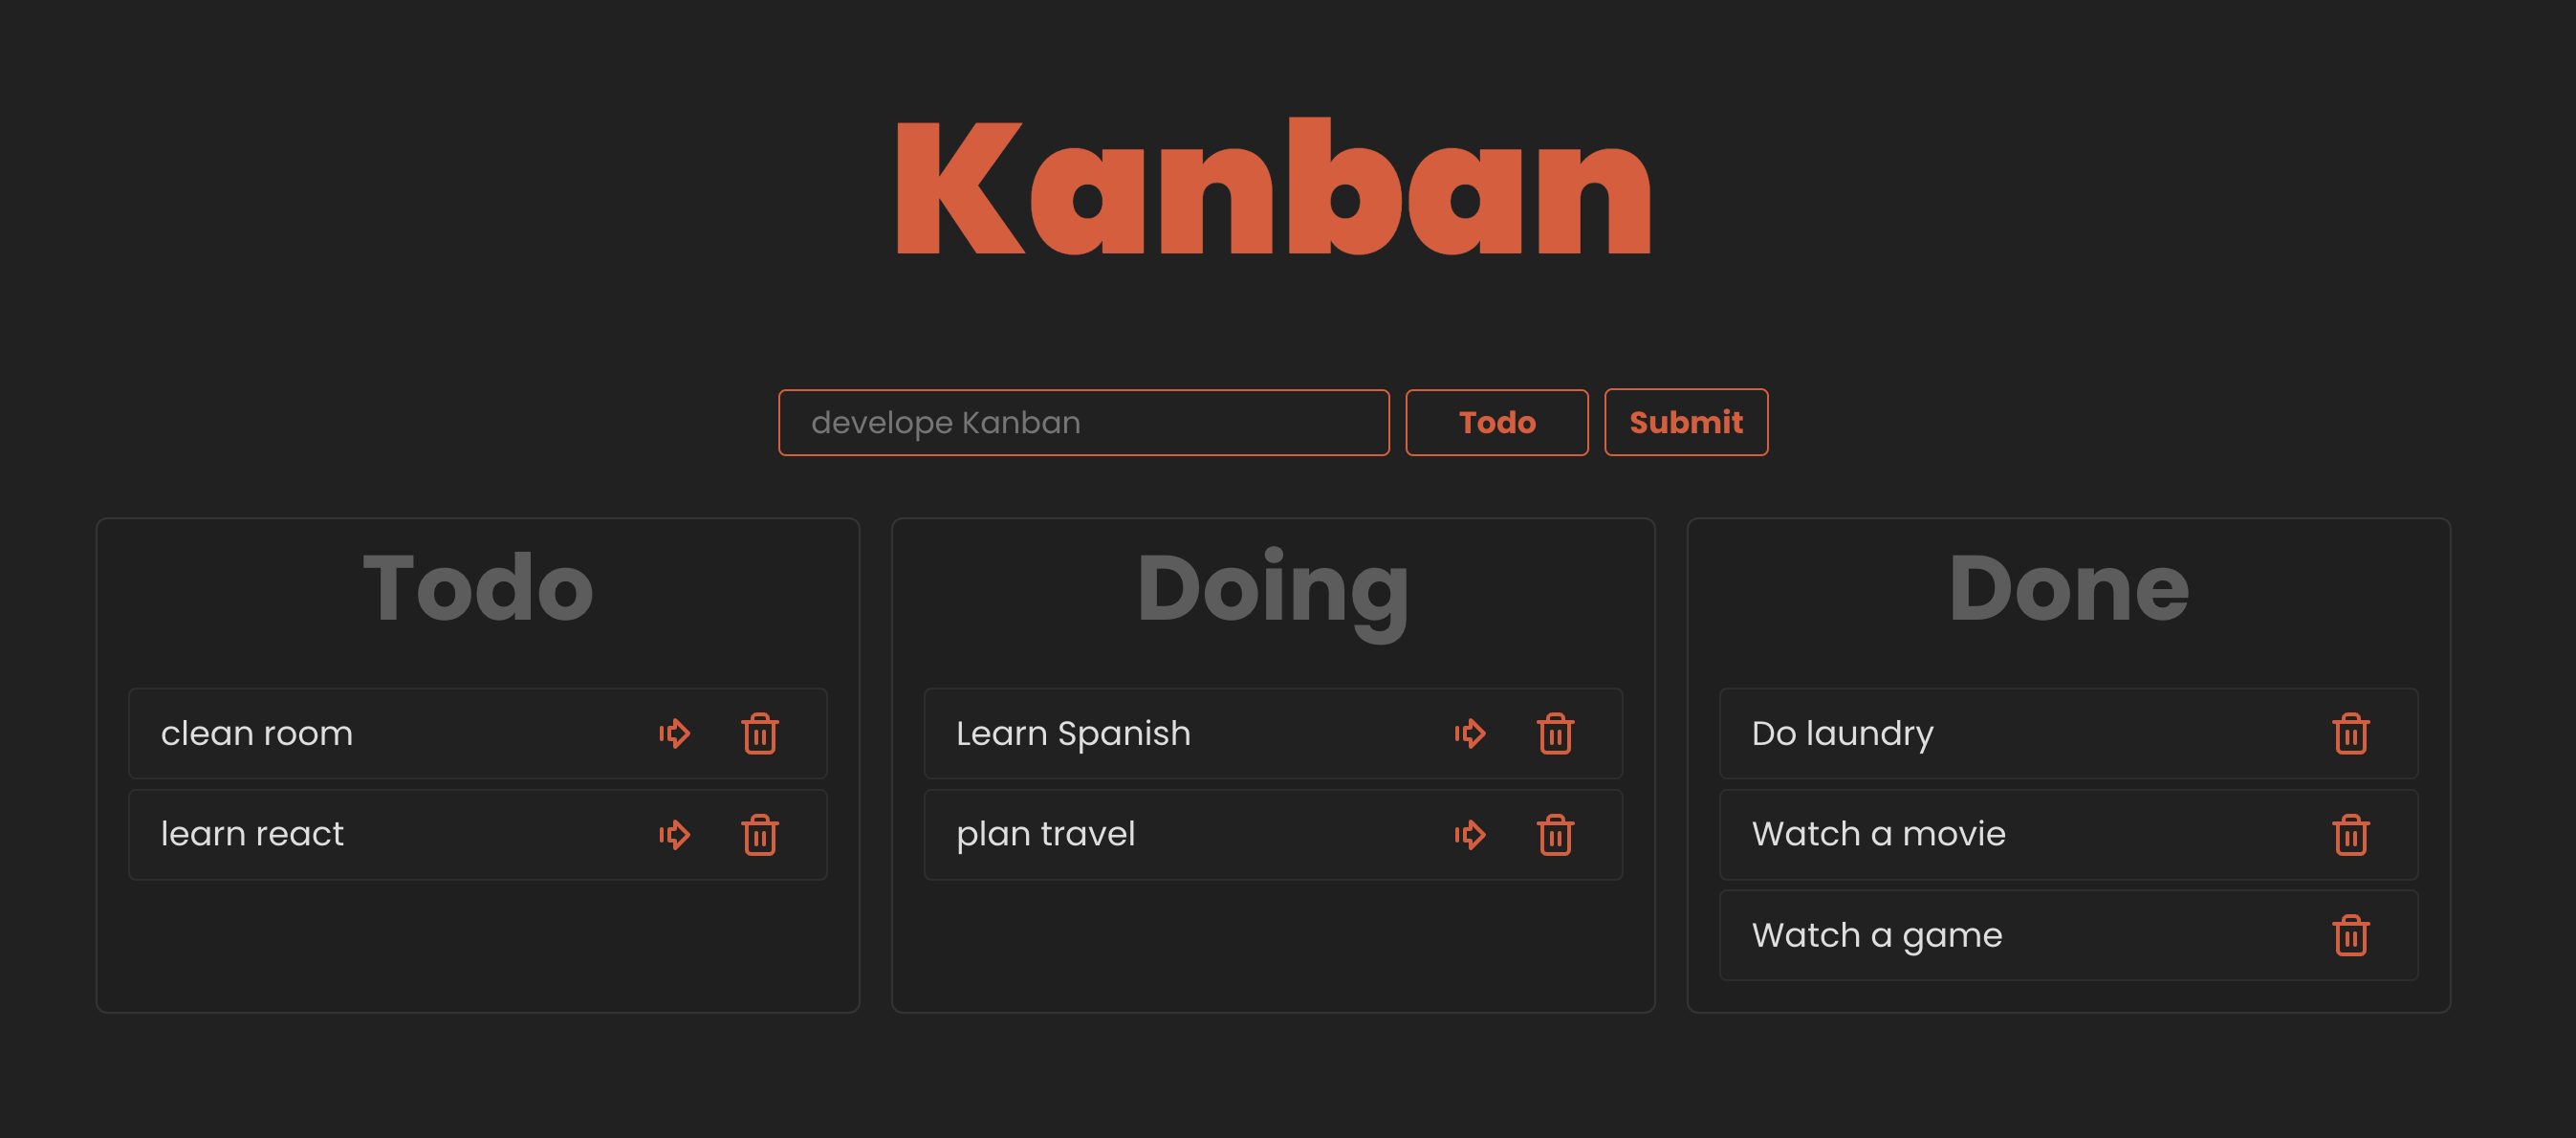 Kanban
develope Kanban
Todo
Submit
Todo
clean room
learn react
Doing
Learn Spanish
plan travel
Done
Do laundry
Watch a movie
Watch a game